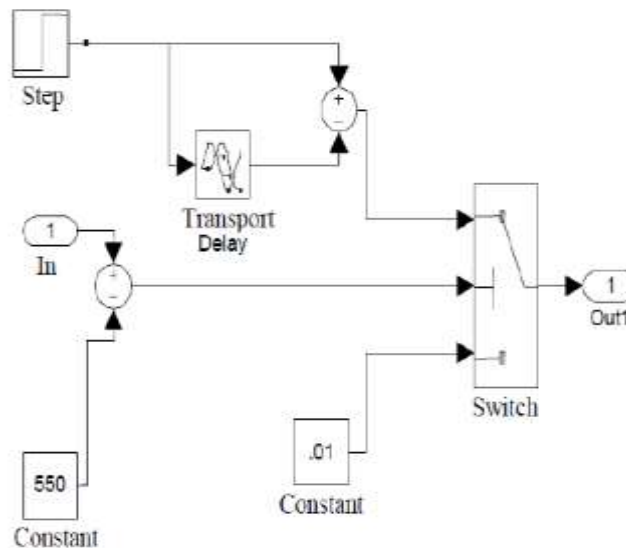 Step
+
−
Transport
Delay
1
In
+
−
1
Out1
Switch
.01
550
Constant
Constant